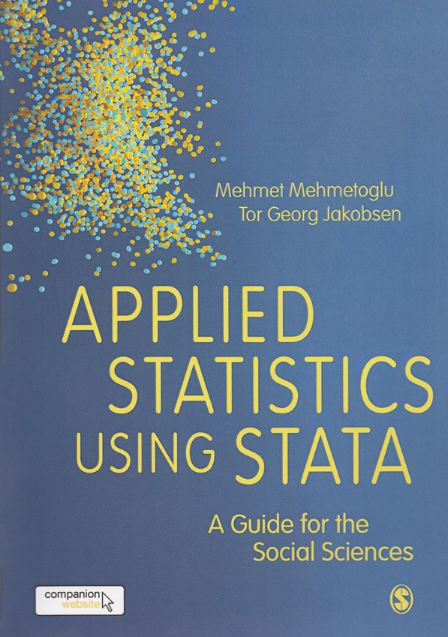 Mehmet Mehmetoglu
Tor Georg Jakobsen
APPLIED
STATISTICS
USING STATA
A Guide for the
Social Sciences
companion
website
S